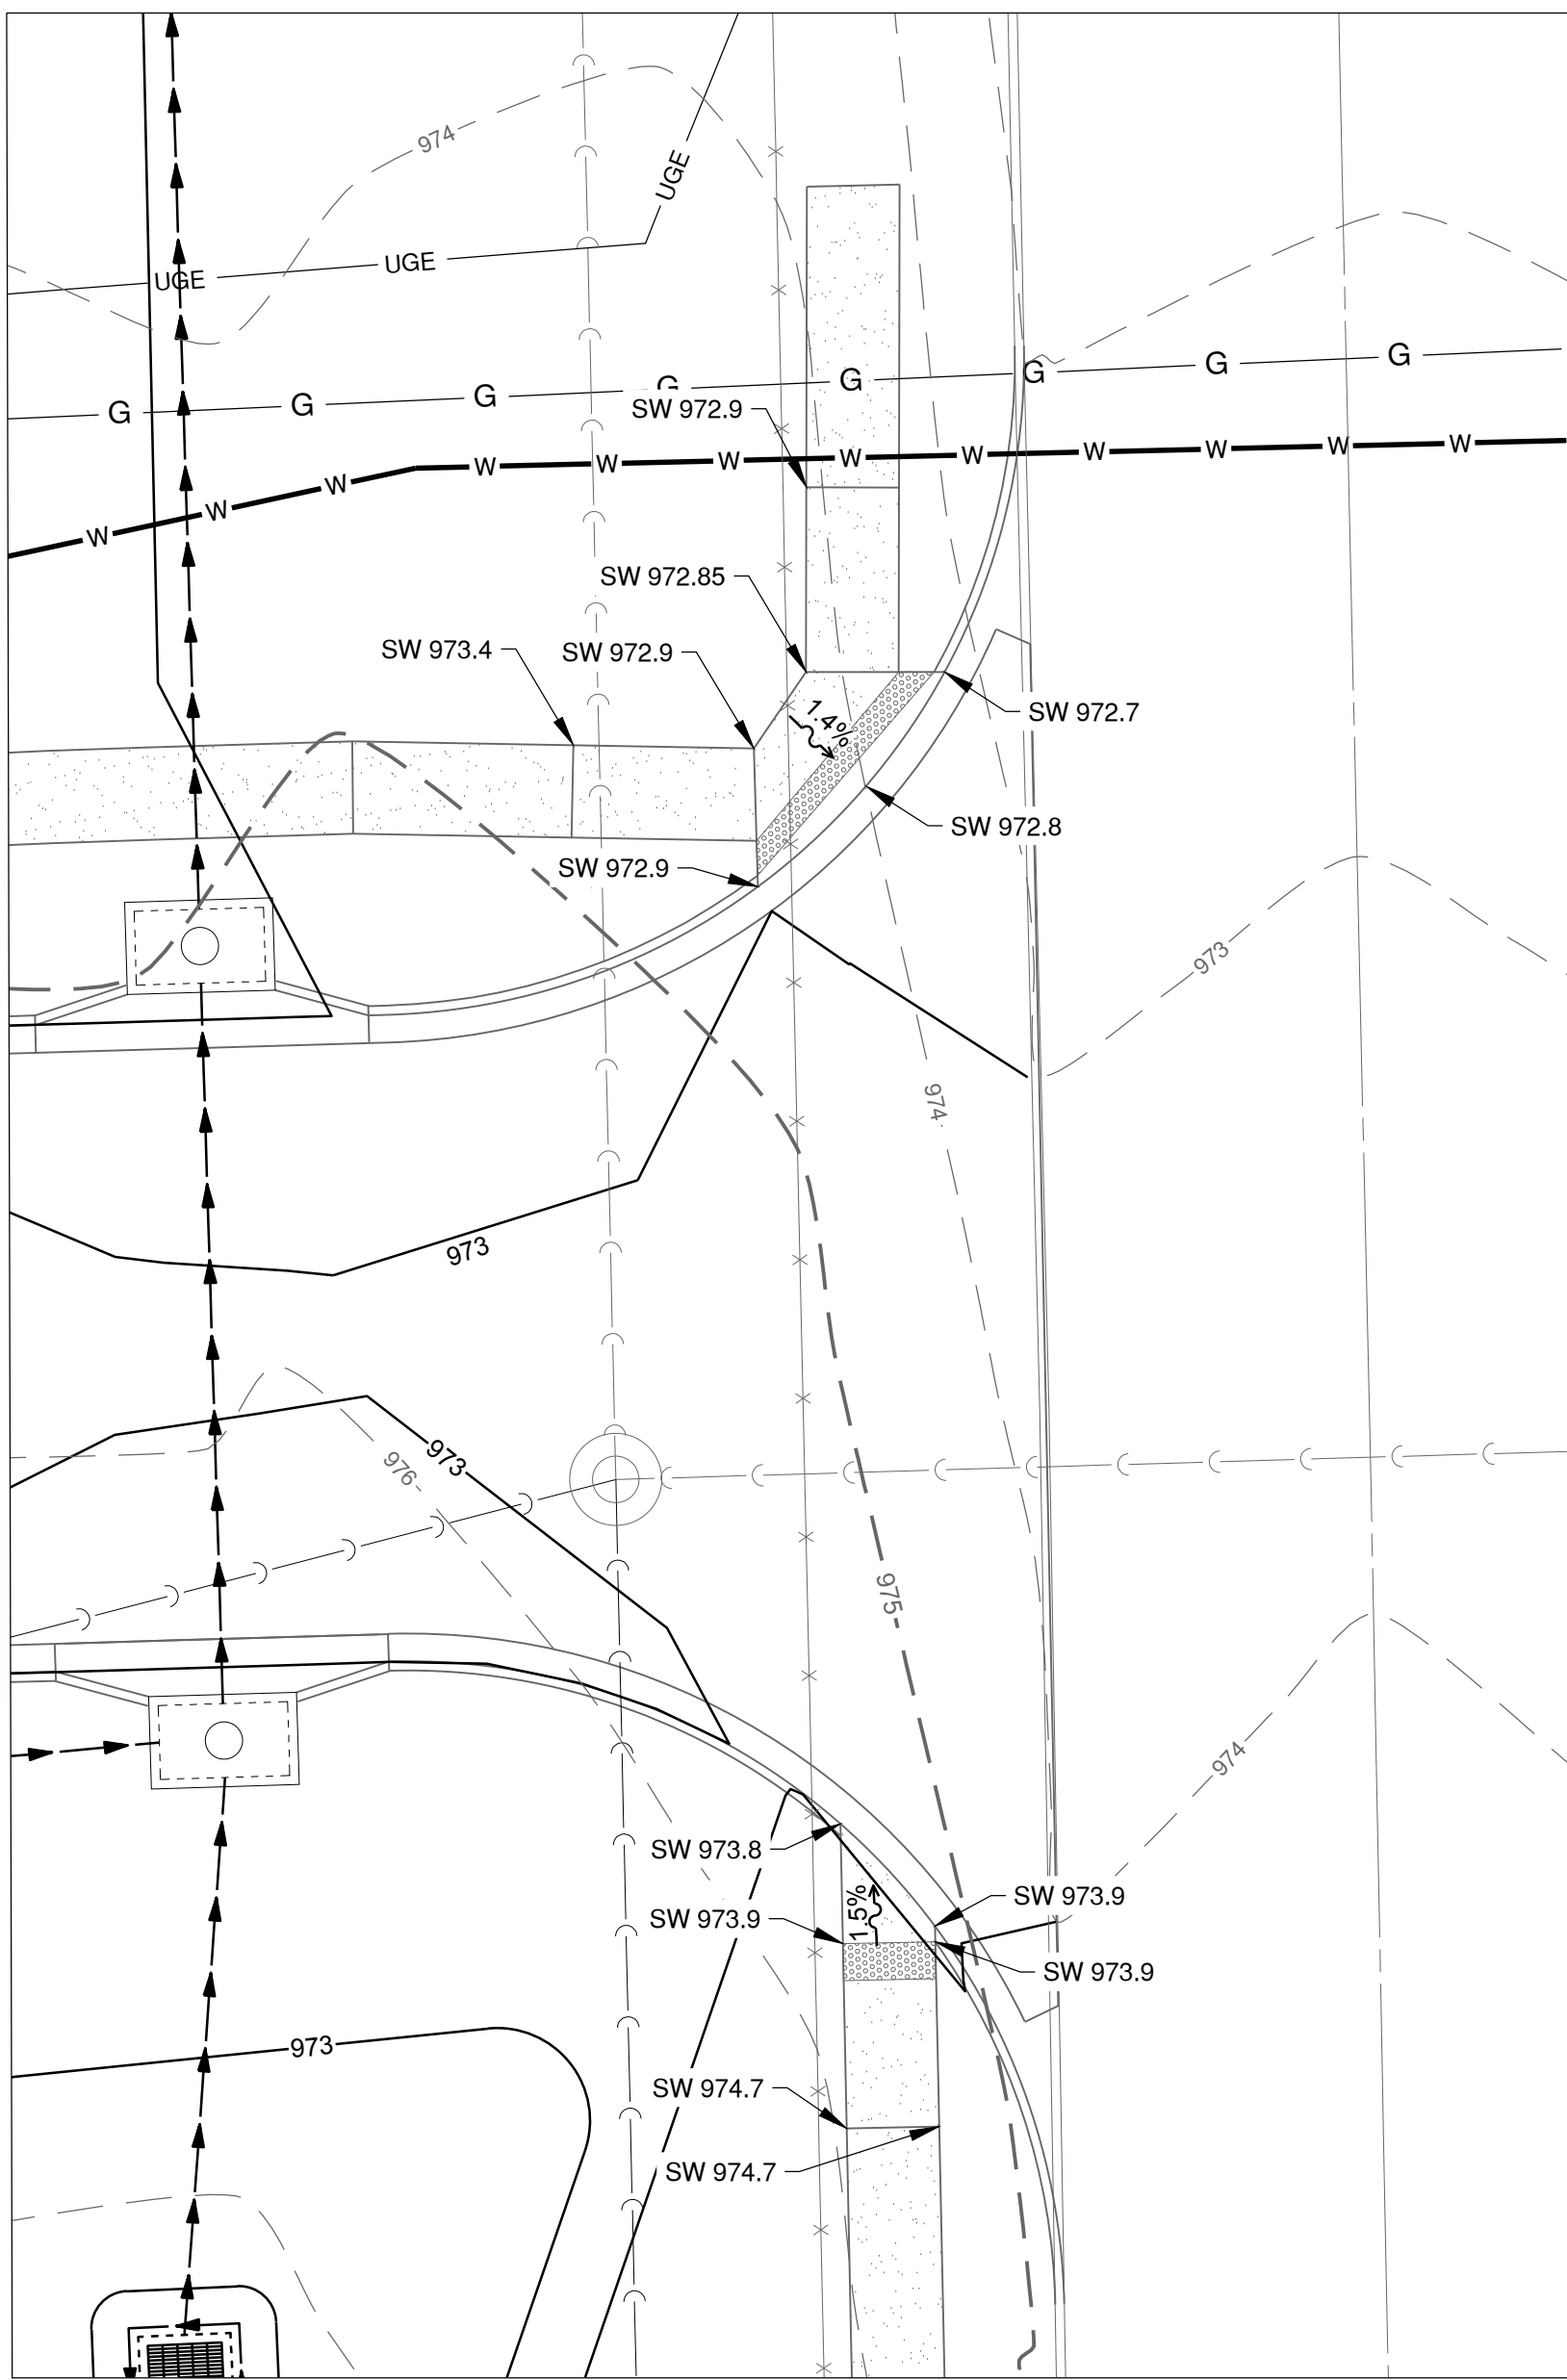 974
UGE
UGE
UGE
G G G G G G G G
SW 972.9
W W W W W W W W W W W W
SW 972.85
SW 973.4
SW 972.9
1.4%
SW 972.7
SW 972.8
SW 972.9
973
974
973
973
976
975
974
SW 973.8
1.5%
SW 973.9
SW 973.9
SW 973.9
973
SW 974.7
SW 974.7